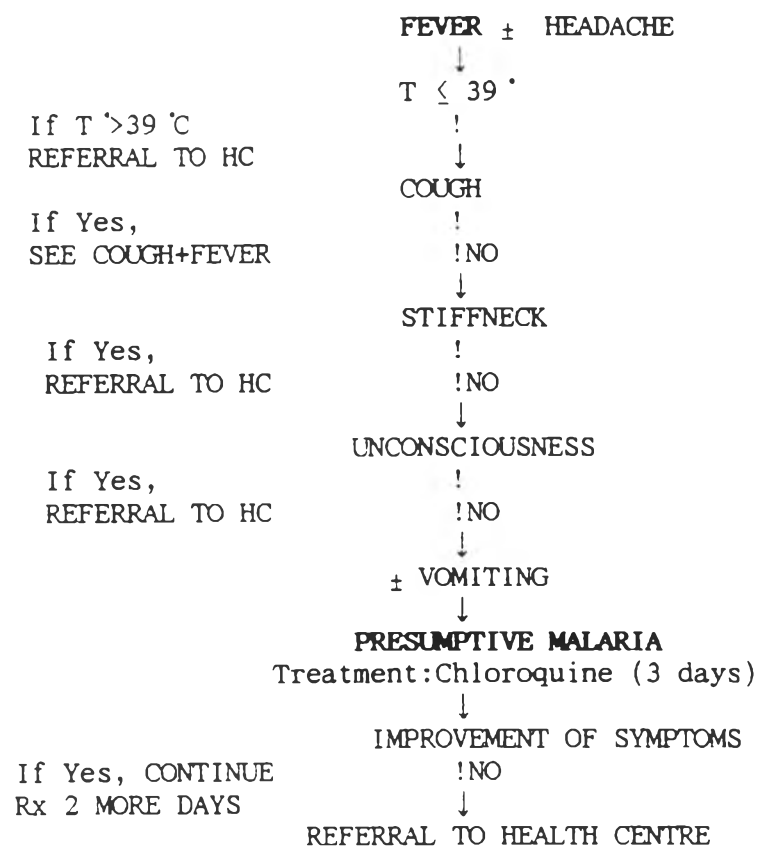 FEVER ± HEADACHE
↓
T ≤ 39 °
If T °>39 °C
!
REFERRAL TO HC
↓
COUGH
If Yes,
!
SEE COUGH+FEVER
!NO
↓
STIFFNECK
If Yes,
!
REFERRAL TO HC
!NO
↓
UNCONSCIOUSNESS
If Yes,
!
REFERRAL TO HC
!NO
↓
± VOMITING
↓
PRESUMPTIVE MALARIA
Treatment:Chloroquine (3 days)
↓
IMPROVEMENT OF SYMPTOMS
If Yes, CONTINUE
!NO
Rx 2 MORE DAYS
↓
REFERRAL TO HEALTH CENTRE